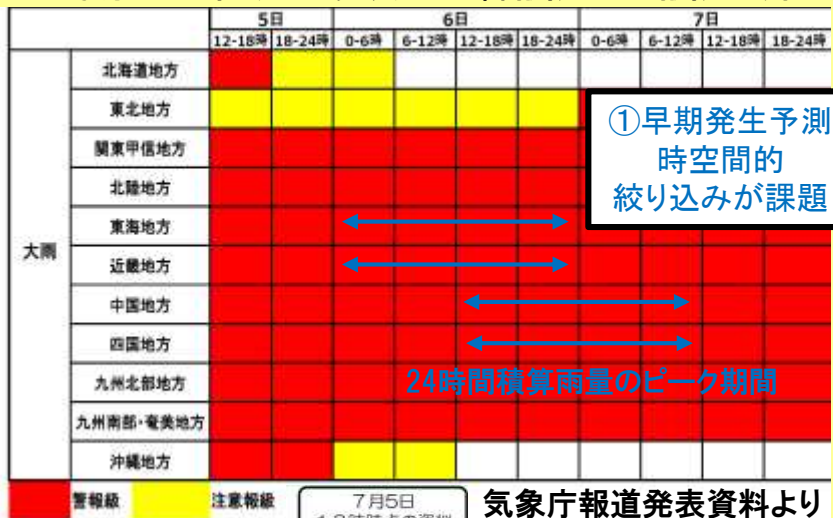 5日 6日 7日
12-18時 18-24時 0-6時 6-12時 12-18時 18-24時 0-6時 6-12時 12-18時 18-24時
大雨
北海道地方
東北地方
関東甲信地方
北陸地方
東海地方
近畿地方
中国地方
四国地方
九州北部地方
九州南部・奄美地方
沖縄地方
①早期発生予測
時空間的
絞り込みが課題
24時間積算雨量のピーク期間
警報級 注意報級
7月5日
気象庁報道発表資料より